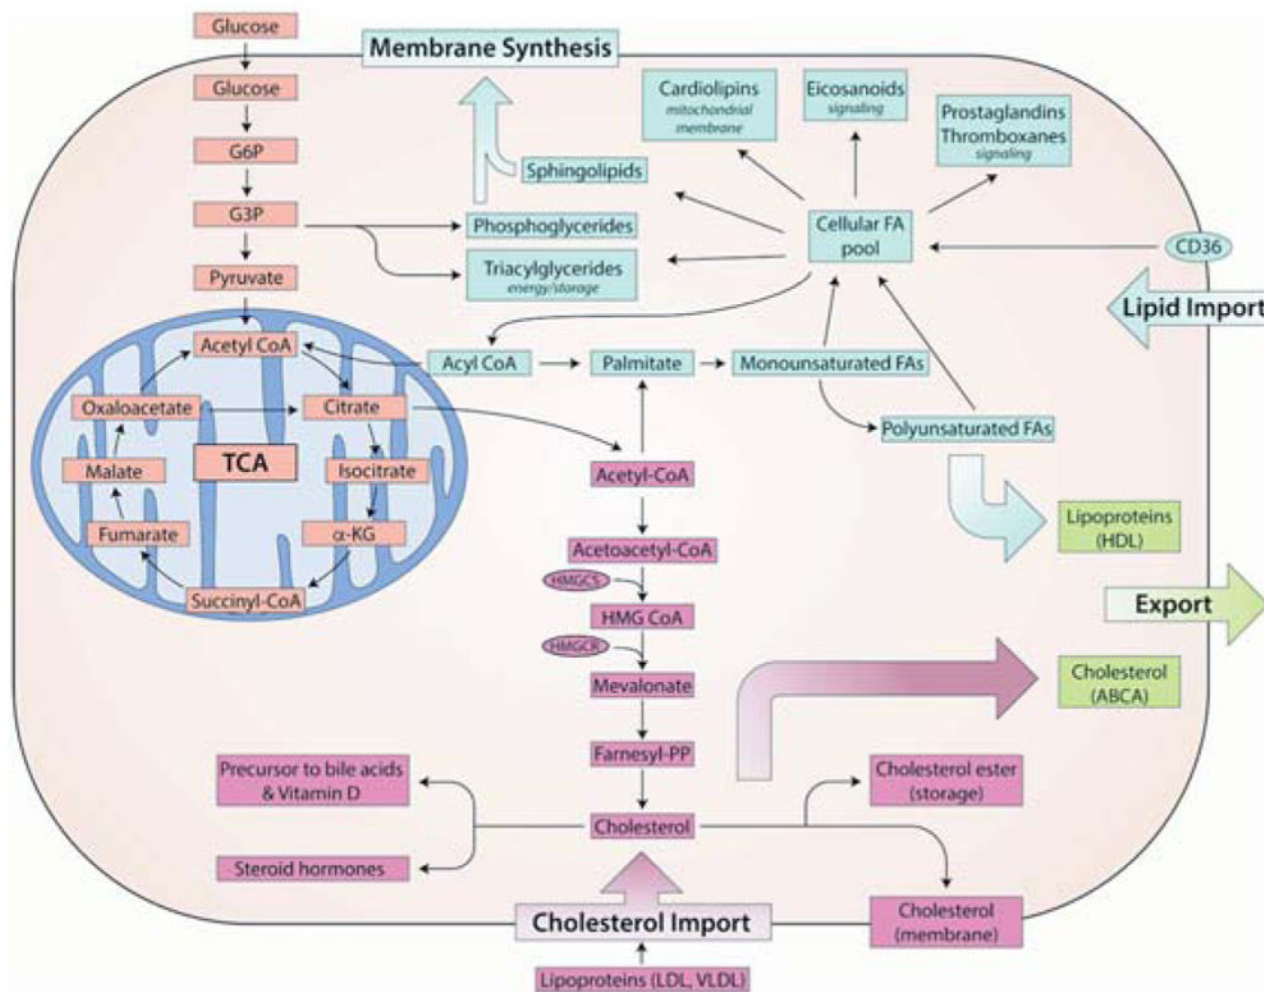 Glucose
Membrane Synthesis
Glucose
Cardiolipins
mitochondrial
membrane
Eicosanoids
signaling
Prostaglandins
Thromboxanes
signaling
G6P
Sphingolipids
G3P
Phosphoglycerides
Cellular FA
pool
CD36
Pyruvate
Triacylglycerides
energy/storage
Lipid Import
Acetyl CoA
Acyl CoA
Palmitate
Monounsaturated FAs
Oxaloacetate
Citrate
Polyunsaturated FAs
TCA
Malate
Isocitrate
Acetyl-CoA
Fumarate
α-KG
Lipoproteins
(HDL)
Acetoacetyl-CoA
HMGCS
Succinyl-CoA
HMG CoA
Export
HMGCR
Mevalonate
Cholesterol
(ABCA)
Farnesyl-PP
Precursor to bile acids
& Vitamin D
Cholesterol ester
(storage)
Cholesterol
Steroid hormones
Cholesterol Import
Cholesterol
(membrane)
Lipoproteins (LDL, VLDL)